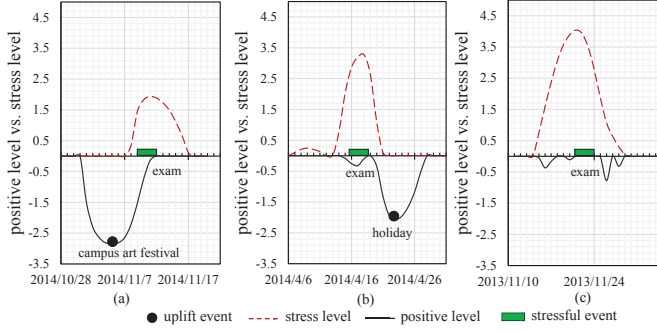 positive level vs. stress level
4.5
3.5
2.5
1.5
0.5
-0.5
-1.5
-2.5
-3.5
exam
campus art festival
2014/10/28 2014/11/7 2014/11/17
(a)
positive level vs. stress level
4.5
3.5
2.5
1.5
0.5
-0.5
-1.5
-2.5
-3.5
exam
holiday
2014/4/6 2014/4/16 2014/4/26
(b)
positive level vs. stress level
4.5
3.5
2.5
1.5
0.5
-0.5
-1.5
-2.5
-3.5
exam
2013/11/10 2013/11/24
(c)
uplift event stress level positive level stressful event